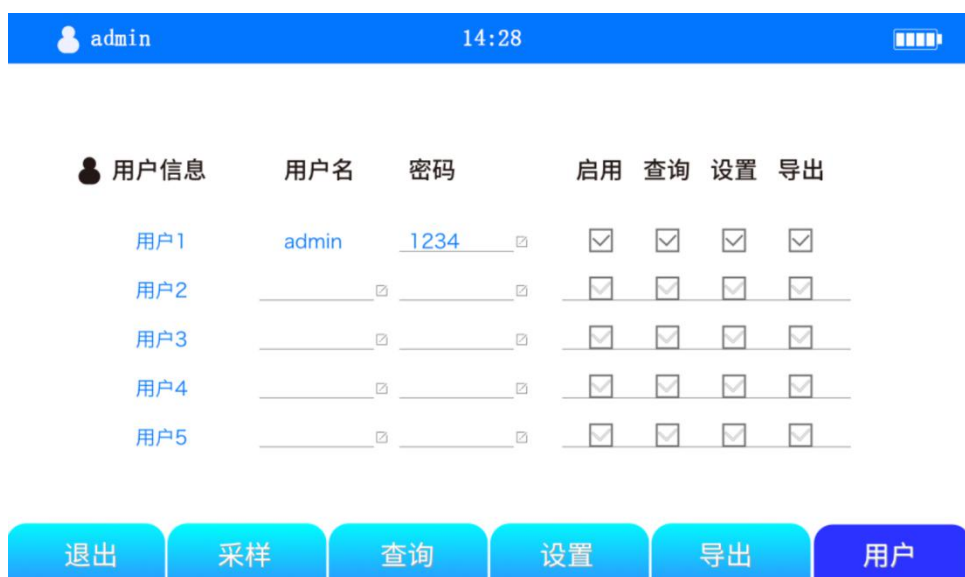 admin 14:28
用户信息 用户名 密码 启用 查询 设置 导出
用户1 admin 1234
用户2
用户3
用户4
用户5
退出 采样 查询 设置 导出 用户